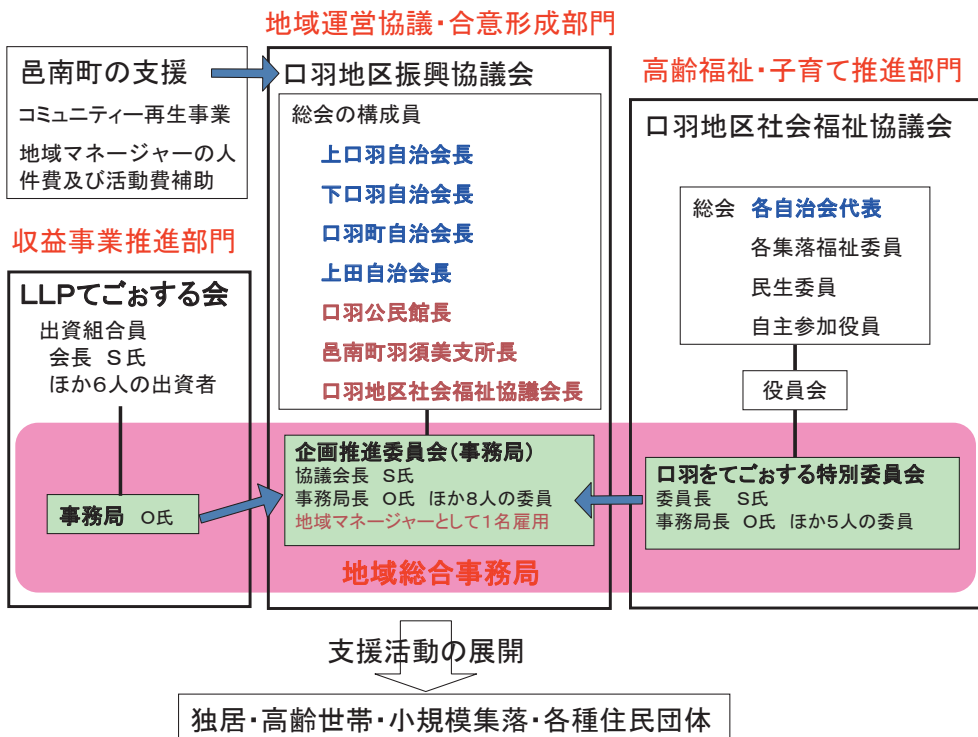 地域運営協議・合意形成部門
邑南町の支援
コミュニティー再生事業
地域マネージャーの人
件費及び活動費補助
口羽地区振興協議会
総会の構成員
上口羽自治会長
下口羽自治会長
口羽町自治会長
上田自治会長
口羽公民館長
邑南町羽須美支所長
口羽地区社会福祉協議会長
高齢福祉・子育て推進部門
口羽地区社会福祉協議会
総会 各自治会代表
各集落福祉委員
民生委員
自主参加役員
役員会
収益事業推進部門
LLPてごぉする会
出資組合員
会長 S氏
ほか6人の出資者
事務局 O氏
企画推進委員会(事務局)
協議会長 S氏
事務局長 O氏 ほか8人の委員
地域マネージャーとして1名雇用
口羽をてごぉする特別委員会
委員長 S氏
事務局長 O氏 ほか5人の委員
地域総合事務局
支援活動の展開
独居・高齢世帯・小規模集落・各種住民団体